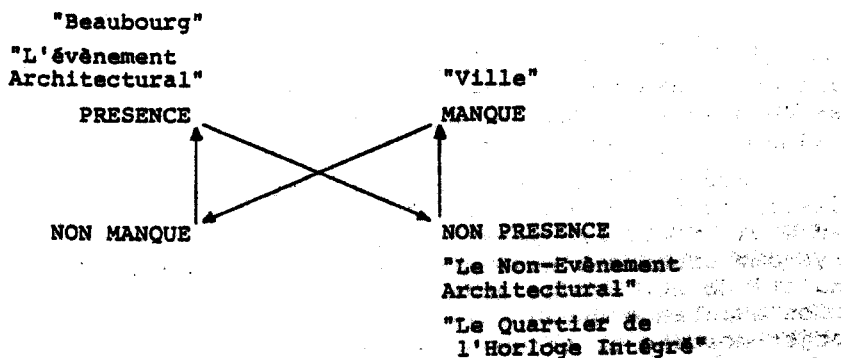 "Beaubourg"
"L'évènement
Architectural"
PRESENCE
"Ville"
MANQUE
NON MANQUE
NON PRESENCE
"Le Non-Evènement
Architectural"
"Le Quartier de
l'Horloge Intégré"